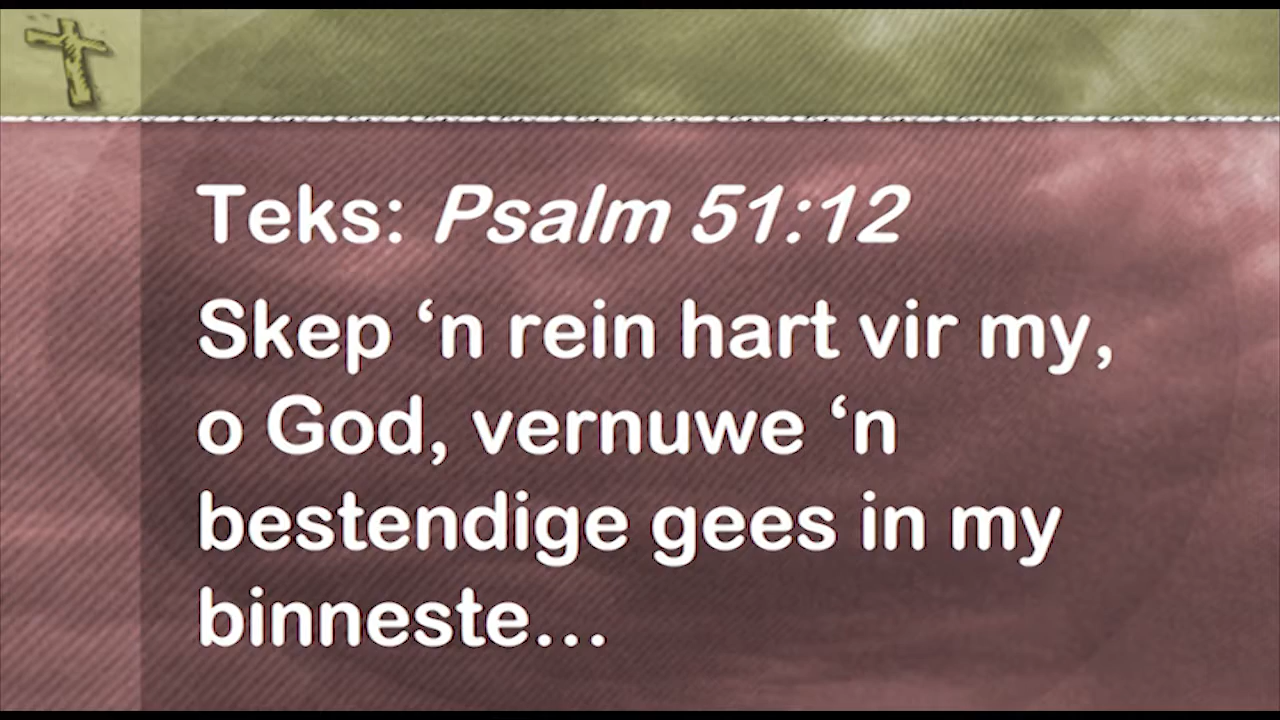 Teks: Psalm 51:12
Skep ‘n rein hart vir my,
o God, vernuwe ‘n
bestendige gees in my
binneste…